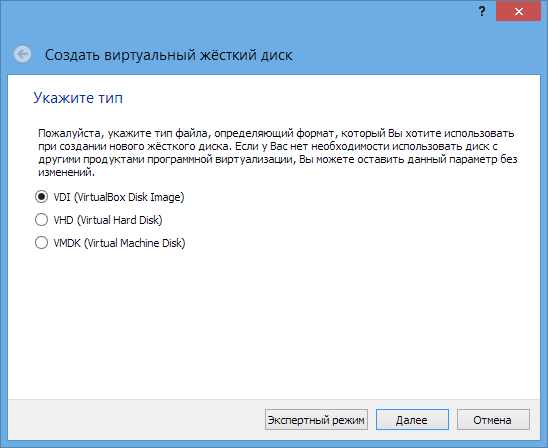 ?
Создать виртуальный жёсткий диск
Укажите тип
Пожалуйста, укажите тип файла, определяющий формат, который Вы хотите использовать
при создании нового жёсткого диска. Если у Вас нет необходимости использовать диск с
другими продуктами программной виртуализации, Вы можете оставить данный параметр без
изменений.
VDI (VirtualBox Disk Image)
VHD (Virtual Hard Disk)
VMDK (Virtual Machine Disk)
Экспертный режим Далее Отмена